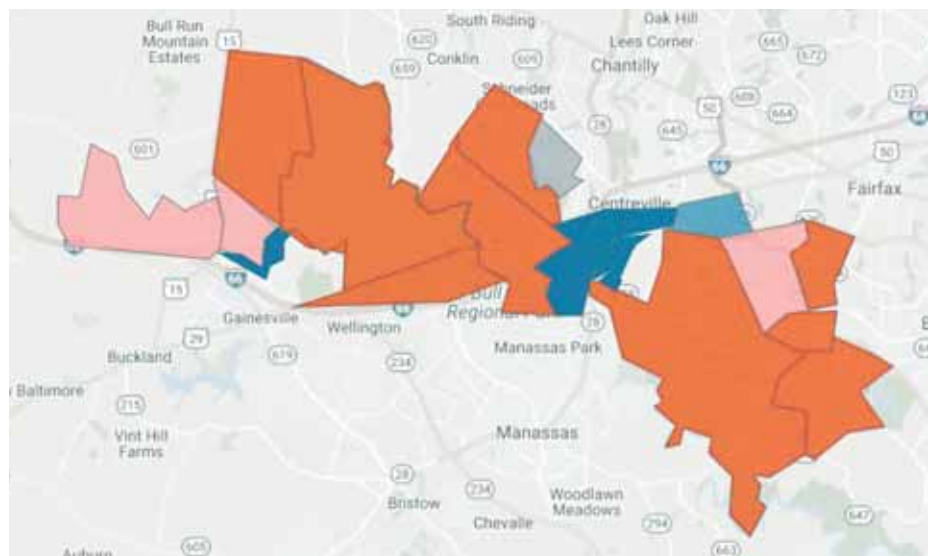 South Riding
Oak Hill
Bull Run
Mountain
Estates
15
620
Lees Corner
665
672
Conklin
609
659
Chantilly
123
50
608
664
66
28
645
601
50
66
Centreville
Fairfax
66
15
Gainesville
Wellington
Bull
Regional
28
Manassas Park
29
619
234
Buckland
Baltimore
215
Vint Hill
Farms
Manassas
28
234
Bristow
Woodlawn
Meadows
Chevalle
294
647
605
663
Auburn